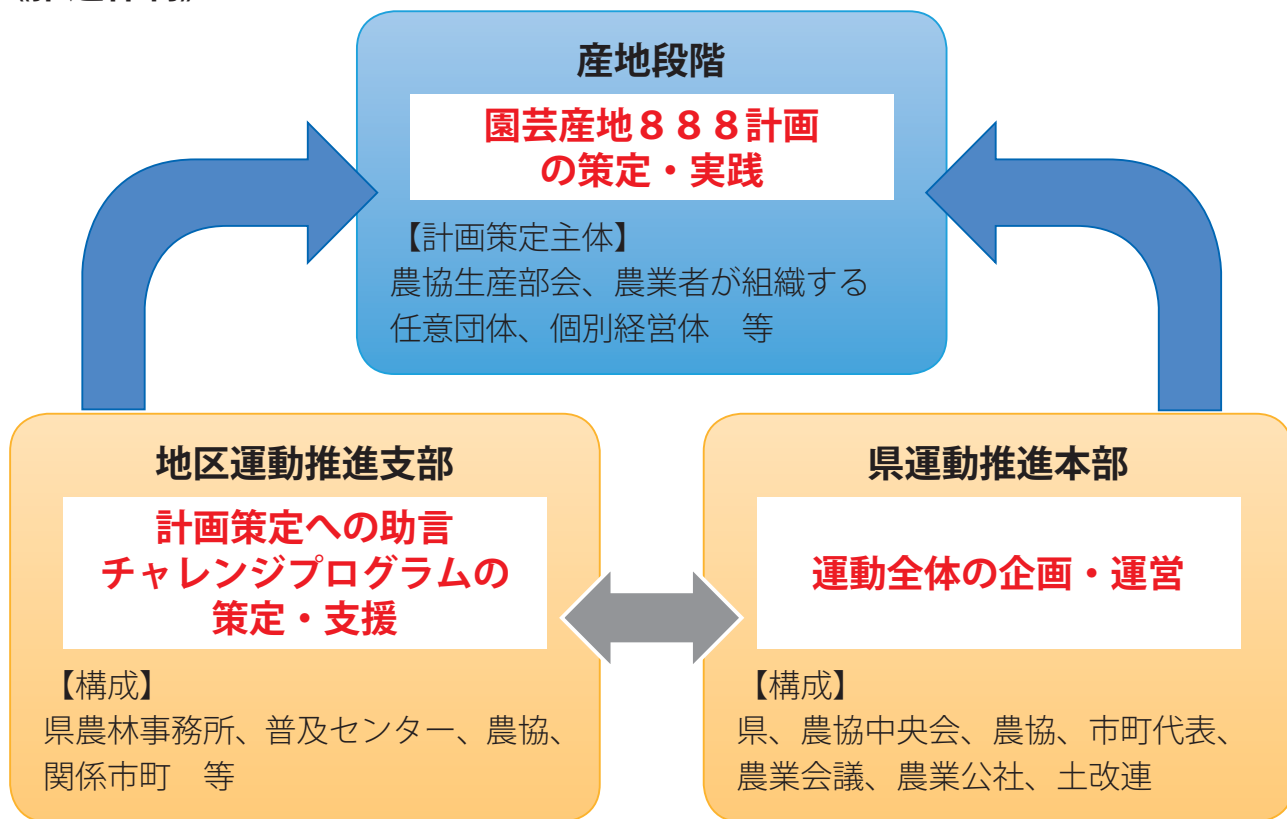 産地段階
園芸産地888計画
の策定・実践
【計画策定主体】
農協生産部会、農業者が組織する
任意団体、個別経営体　等
地区運動推進支部
計画策定への助言
チャレンジプログラムの
策定・支援
【構成】
県農林事務所、普及センター、農協、
関係市町　等
県運動推進本部
運動全体の企画・運営
【構成】
県、農協中央会、農協、市町代表、
農業会議、農業公社、土改連